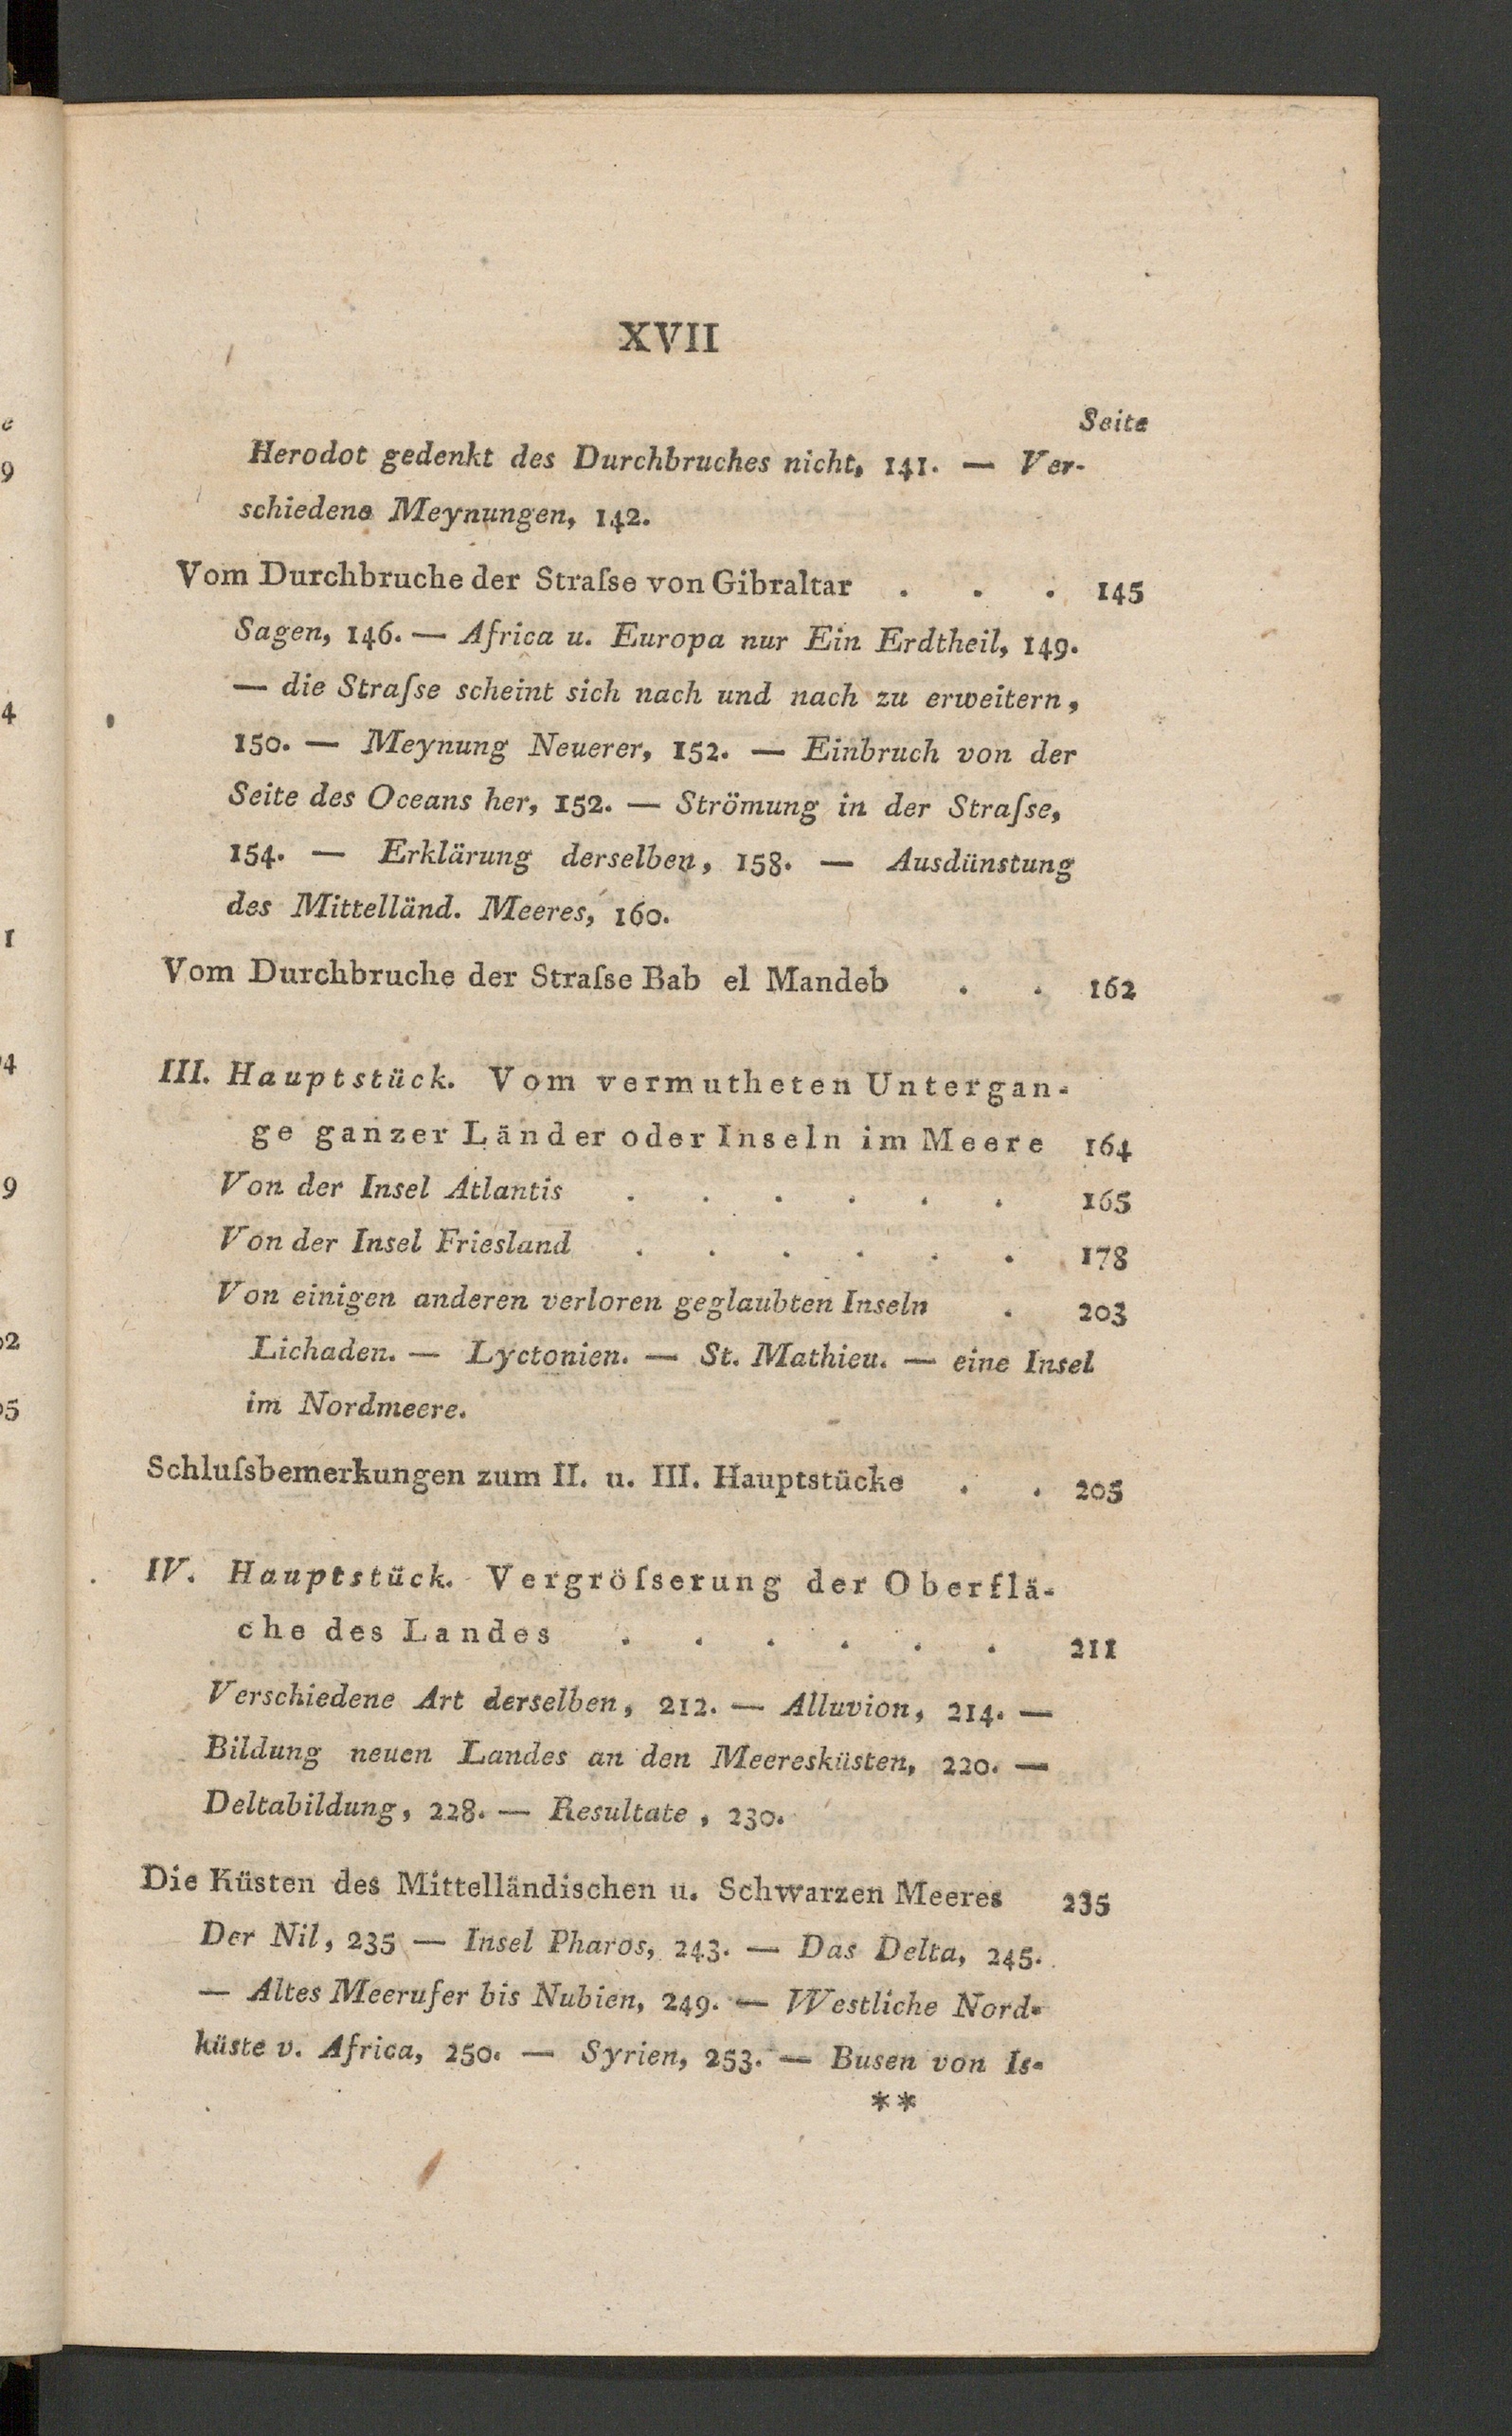 XVII
Seite
Herodot gedenkt des Durchbruches nicht, 141. — Ver-
schiedene Meynungen, 142.
Vom Durchbruche der Straſse von Gibraltar . . . 145
Sagen, 146. — Africa u. Europa nur Ein Erdtheil, 149.
— die Straſse scheint sich nach und nach zu erweitern,
150. — Meynung Neuerer, 152. — Einbruch von der
Seite des Oceans her, 152. — Strömung in der Straſse,
154. — Erklärung derselben, 158. — Ausdünstung
des Mittelländ. Meeres, 160.
Vom Durchbruche der Straſse Bab el Mandeb . . 162
III. Hauptstück. Vom vermutheten Untergan-
ge ganzer Länder oder Inseln im Meere 164
Von der Insel Atlantis . . . . . . 165
Von der Insel Friesland . . . . . . 178
Von einigen anderen verloren geglaubten Inseln . 203
Lichaden. — Lyctonien. — St. Mathieu. — eine Insel
im Nordmeere.
Schluſsbemerkungen zum II. u. III. Hauptstücke . . 205
IV. Hauptstück. Vergröſserung der Oberflä-
che des Landes . . . . . . 211
Verschiedene Art derselben, 212. — Alluvion, 214. —
Bildung neuen Landes an den Meeresküsten, 220. —
Deltabildung, 228. — Resultate, 230.
Die Küsten des Mittelländischen u. Schwarzen Meeres 235
Der Nil, 235 — Insel Pharos, 243. — Das Delta, 245.
— Altes Meerufer bis Nubien, 249. — Westliche Nord-
küste v. Africa, 250. — Syrien, 253. — Busen von Is-
**